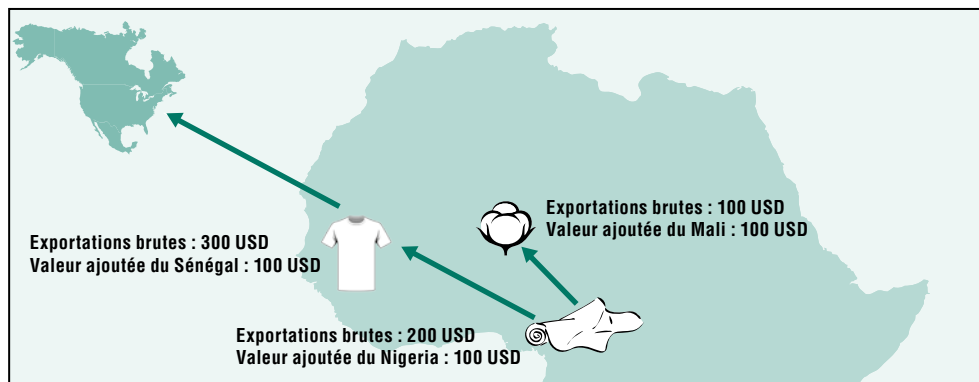 Exportations brutes : 100 USD
Valeur ajoutée du Mali : 100 USD
Exportations brutes : 300 USD
Valeur ajoutée du Sénégal : 100 USD
Exportations brutes : 200 USD
Valeur ajoutée du Nigeria : 100 USD